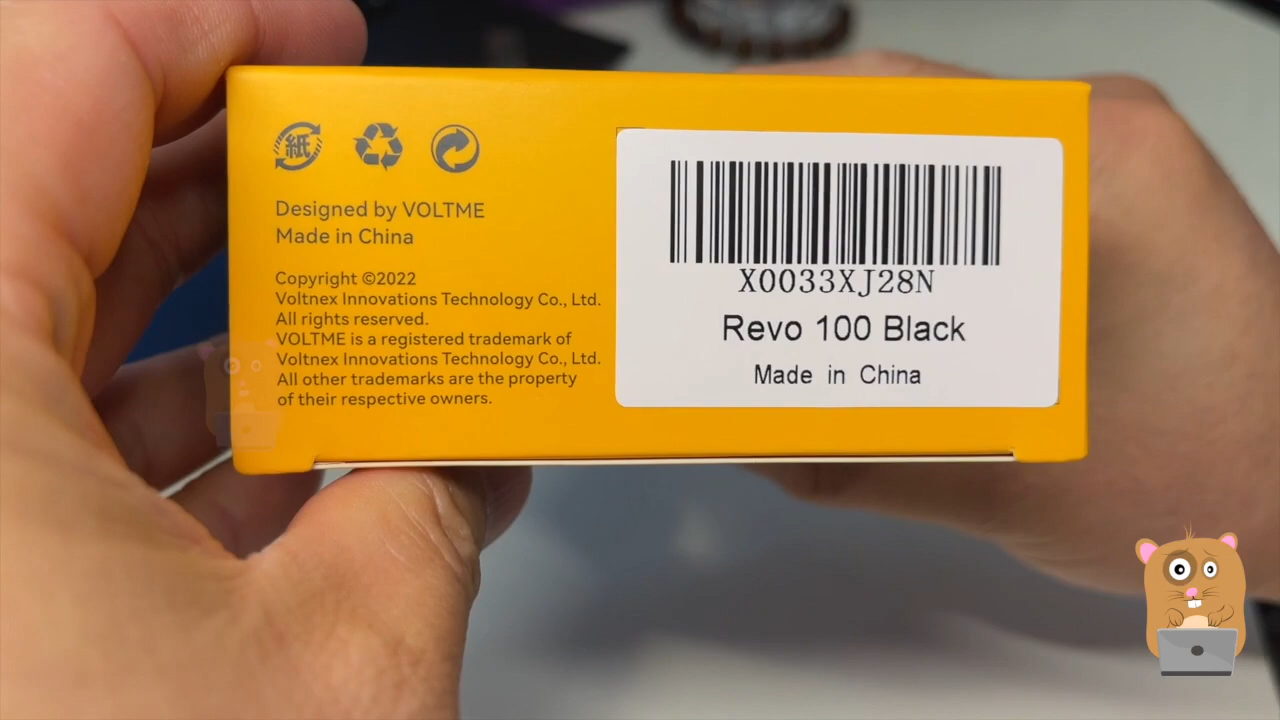 紙
Designed by VOLTME
Made in China
Copyright ©2022
Voltnex Innovations Technology Co., Ltd.
All rights reserved.
VOLTME is a registered trademark of
Voltnex Innovations Technology Co., Ltd.
All other trademarks are the property
of their respective owners.
X0033XJ28N
Revo 100 Black
Made in China